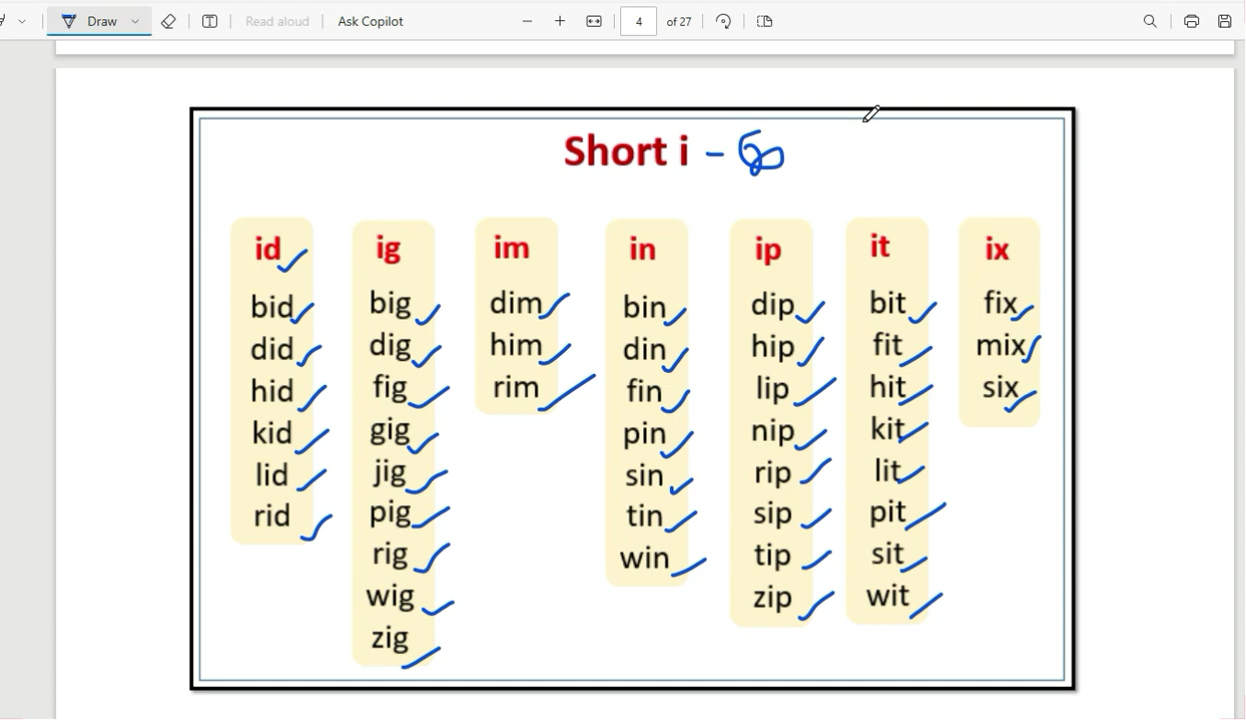 Draw
Read aloud
Ask Copilot
4
of 27
Short i -
id
bid
did
hid
kid
lid
rid
ig
big
dig
fig
gig
jig
pig
rig
wig
zig
im
dim
him
rim
in
bin
din
fin
pin
sin
tin
win
ip
dip
hip
lip
nip
rip
sip
tip
zip
it
bit
fit
hit
kit
lit
pit
sit
wit
ix
fix
mix
six